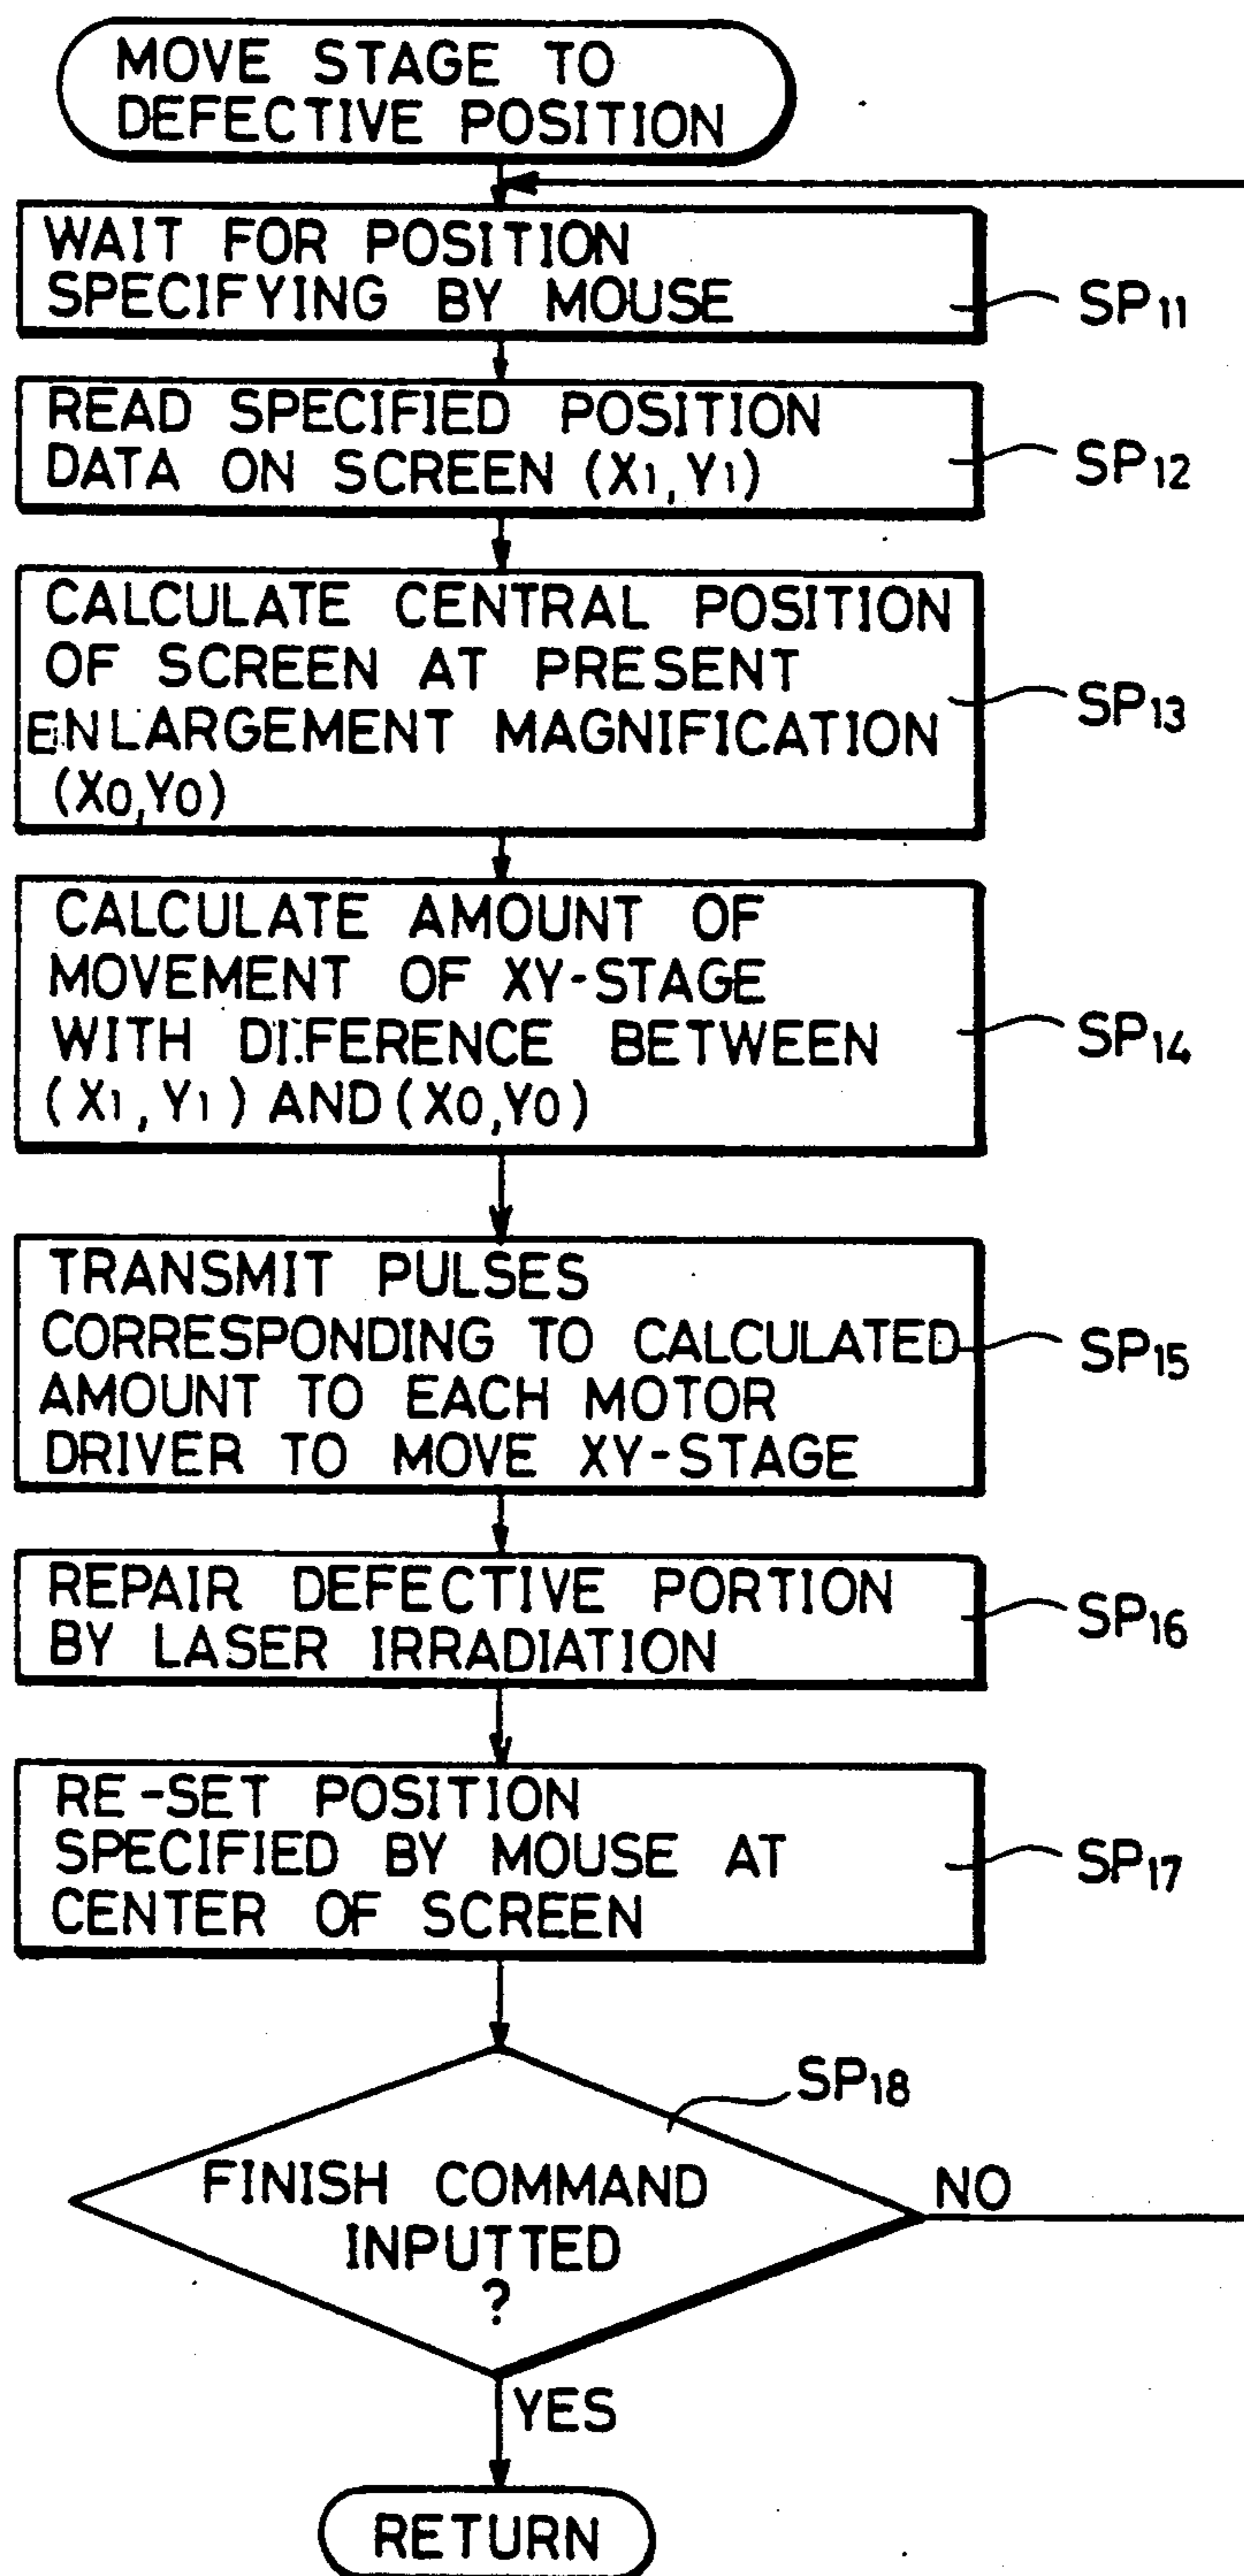 MOVE STAGE TO
DEFECTIVE POSITION
WAIT FOR POSITION
SPECIFYING BY MOUSE
SP11
READ SPECIFIED POSITION
DATA ON SCREEN (X1, Y1)
SP12
CALCULATE CENTRAL POSITION
OF SCREEN AT PRESENT
ENLARGEMENT MAGNIFICATION
(X0,Y0)
SP13
CALCULATE AMOUNT OF
MOVEMENT OF XY-STAGE
WITH DIFFERENCE BETWEEN
(X1, Y1) AND (X0,Y0)
SP14
TRANSMIT PULSES
CORRESPONDING TO CALCULATED
AMOUNT TO EACH MOTOR
DRIVER TO MOVE XY-STAGE
SP15
REPAIR DEFECTIVE PORTION
BY LASER IRRADIATION
SP16
RE-SET POSITION
SPECIFIED BY MOUSE AT
CENTER OF SCREEN
SP17
SP18
FINISH COMMAND
INPUTTED
?
NO
YES
RETURN